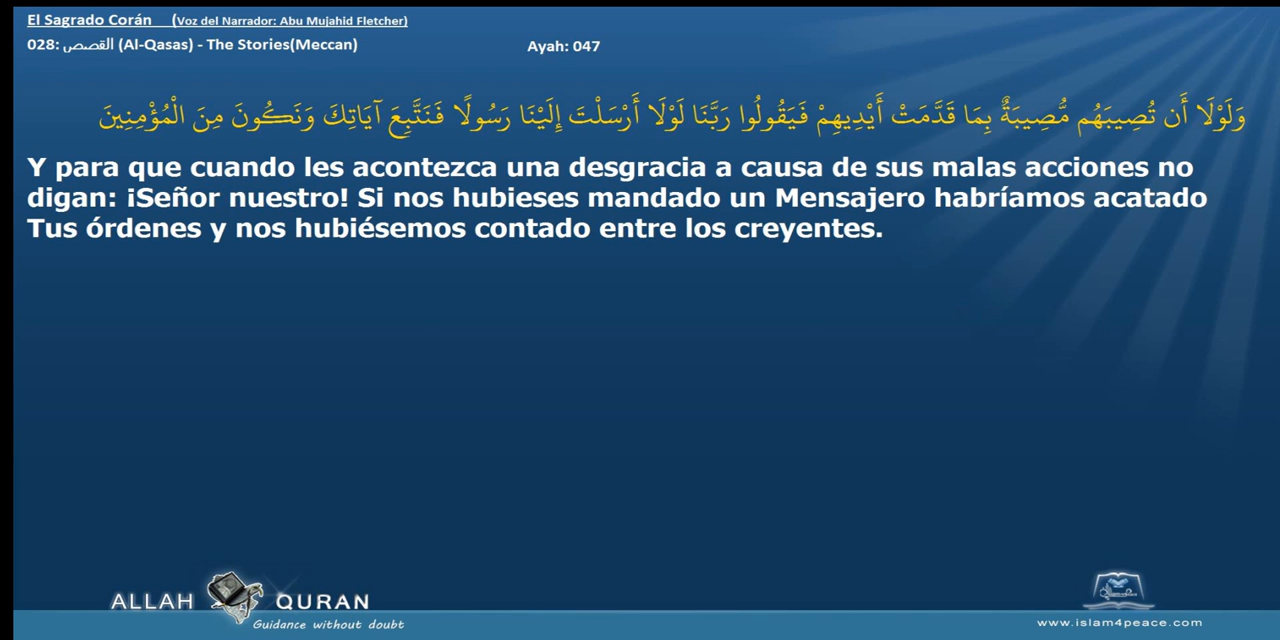 El Sagrado Corán (Voz del Narrador: Abu Mujahid Fletcher)
028: القصص (Al-Qasas) - The Stories(Meccan) Ayah: 047
وَلَوْلَا أَن تُصِيبَهُم مُّصِيبَةٌ بِمَا قَدَّمَتْ أَيْدِيهِمْ فَيَقُولُوا رَبَّنَا لَوْلَا أَرْسَلْتَ إِلَيْنَا رَسُولًا فَنَتَّبِعَ آيَاتِكَ وَنَكُونَ مِنَ الْمُؤْمِنِينَ
Y para que cuando les acontezca una desgracia a causa de sus malas acciones no
digan: ¡Señor nuestro! Si nos hubieses mandado un Mensajero habríamos acatado
Tus órdenes y nos hubiésemos contado entre los creyentes.
ALLAH QURAN
Guidance without doubt
www.islam4peace.com